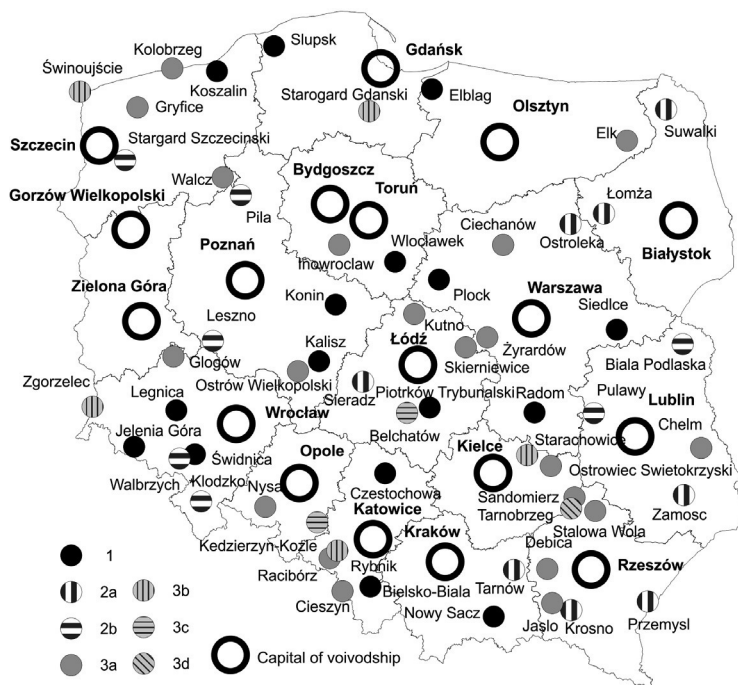 Slupsk
Gdańsk
Kolobrzeg
Świnoujście
Koszalin
Starogard Gdanski
Elblag
Gryfice
Olsztyn
Suwalki
Szczecin
Stargard Szczecinski
Elk
Walcz
Bydgoszcz
Gorzów Wielkopolski
Pila
Toruń
Łomża
Ciechanów
Ostroleka
Poznań
Wloclawek
Inowroclaw
Białystok
Zielona Góra
Konin
Plock
Warszawa
Siedlce
Leszno
Kutno
Kalisz
Łódź
Żyrardów
Glogów
Skierniewice
Biala Podlaska
Zgorzelec
Ostrów Wielkopolski
Legnica
Sieradz
Piotrków Trybunalski
Radom
Pulawy
Lublin
Wrocław
Jelenia Góra
Belchatów
Starachowice
Chelm
Świdnica
Opole
Kielce
Ostrowiec Swietokrzyski
Walbrzych
Klodzko
Nysa
Czestochowa
Sandomierz
Katowice
Tarnobrzeg
Zamosc
Kraków
Stalowa Wola
Kedzierzyn-Koźle
Debica
1
Rybnik
Rzeszów
Racibórz
2a
3b
Bielsko-Biala
Tarnów
Cieszyn
Nowy Sacz
Przemysl
2b
3c
Jaslo
Krosno
3a
3d
Capital of voivodship